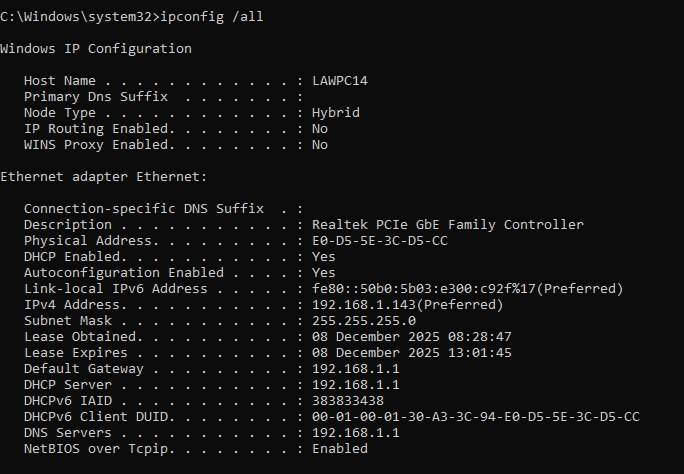 C:\Windows\system32>ipconfig /all
Windows IP Configuration
Host Name . . . . . . . . . . . . : LAWPC14
Primary Dns Suffix  . . . . . . . :
Node Type . . . . . . . . . . . . : Hybrid
IP Routing Enabled. . . . . . . . : No
WINS Proxy Enabled. . . . . . . . : No
Ethernet adapter Ethernet:
Connection-specific DNS Suffix  . :
Description . . . . . . . . . . . : Realtek PCIe GbE Family Controller
Physical Address. . . . . . . . . : E0-D5-5E-3C-D5-CC
DHCP Enabled. . . . . . . . . . . : Yes
Autoconfiguration Enabled . . . . : Yes
Link-local IPv6 Address . . . . . : fe80::50b0:5b03:e300:c92f%17(Preferred)
IPv4 Address. . . . . . . . . . . : 192.168.1.143(Preferred)
Subnet Mask . . . . . . . . . . . : 255.255.255.0
Lease Obtained. . . . . . . . . . : 08 December 2025 08:28:47
Lease Expires . . . . . . . . . . : 08 December 2025 13:01:45
Default Gateway . . . . . . . . . : 192.168.1.1
DHCP Server . . . . . . . . . . . : 192.168.1.1
DHCPv6 IAID . . . . . . . . . . . : 383833438
DHCPv6 Client DUID. . . . . . . . : 00-01-00-01-30-A3-3C-94-E0-D5-5E-3C-D5-CC
DNS Servers . . . . . . . . . . . : 192.168.1.1
NetBIOS over Tcpip. . . . . . . . : Enabled